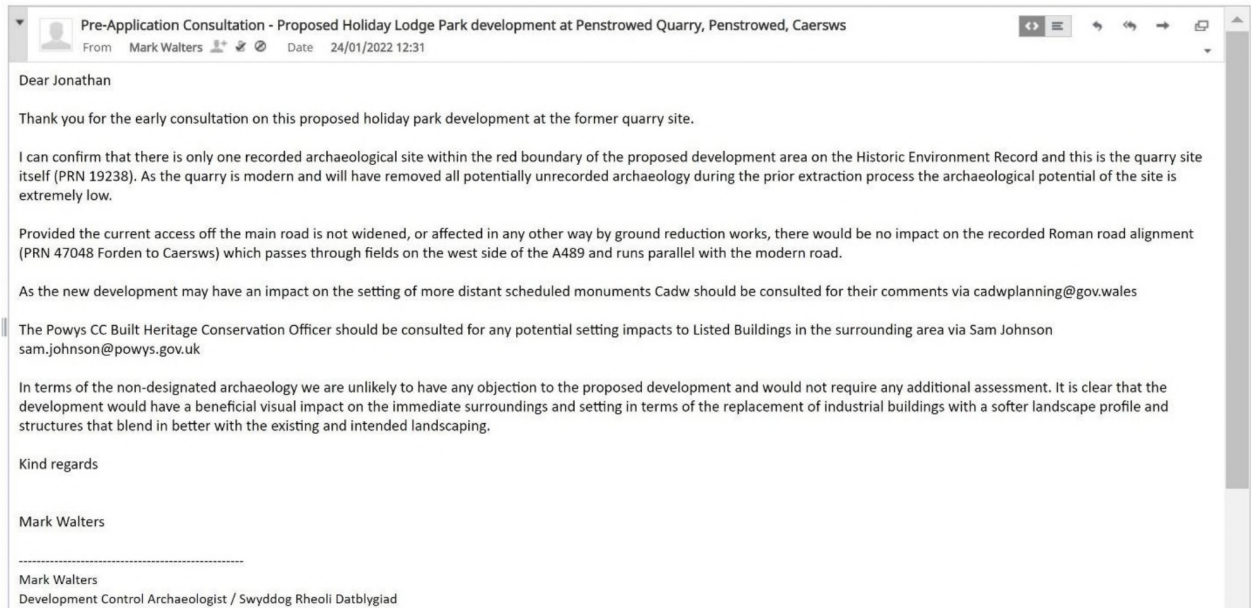 Pre-Application Consultation - Proposed Holiday Lodge Park development at Penstrowed Quarry, Penstrowed, Caersws
From Mark Walters Date 24/01/2022 12:31
Dear Jonathan
Thank you for the early consultation on this proposed holiday park development at the former quarry site.
I can confirm that there is only one recorded archaeological site within the red boundary of the proposed development area on the Historic Environment Record and this is the quarry site
itself (PRN 19238). As the quarry is modern and will have removed all potentially unrecorded archaeology during the prior extraction process the archaeological potential of the site is
extremely low.
Provided the current access off the main road is not widened, or affected in any other way by ground reduction works, there would be no impact on the recorded Roman road alignment
(PRN 47048 Forden to Caersws) which passes through fields on the west side of the A489 and runs parallel with the modern road.
As the new development may have an impact on the setting of more distant scheduled monuments Cadw should be consulted for their comments via cadwplanning@gov.wales
The Powys CC Built Heritage Conservation Officer should be consulted for any potential setting impacts to Listed Buildings in the surrounding area via Sam Johnson
sam.johnson@powys.gov.uk
In terms of the non-designated archaeology we are unlikely to have any objection to the proposed development and would not require any additional assessment. It is clear that the
development would have a beneficial visual impact on the immediate surroundings and setting in terms of the replacement of industrial buildings with a softer landscape profile and
structures that blend in better with the existing and intended landscaping.
Kind regards
Mark Walters
--------------------------------------------------
Mark Walters
Development Control Archaeologist / Swyddog Rheoli Datblygiad